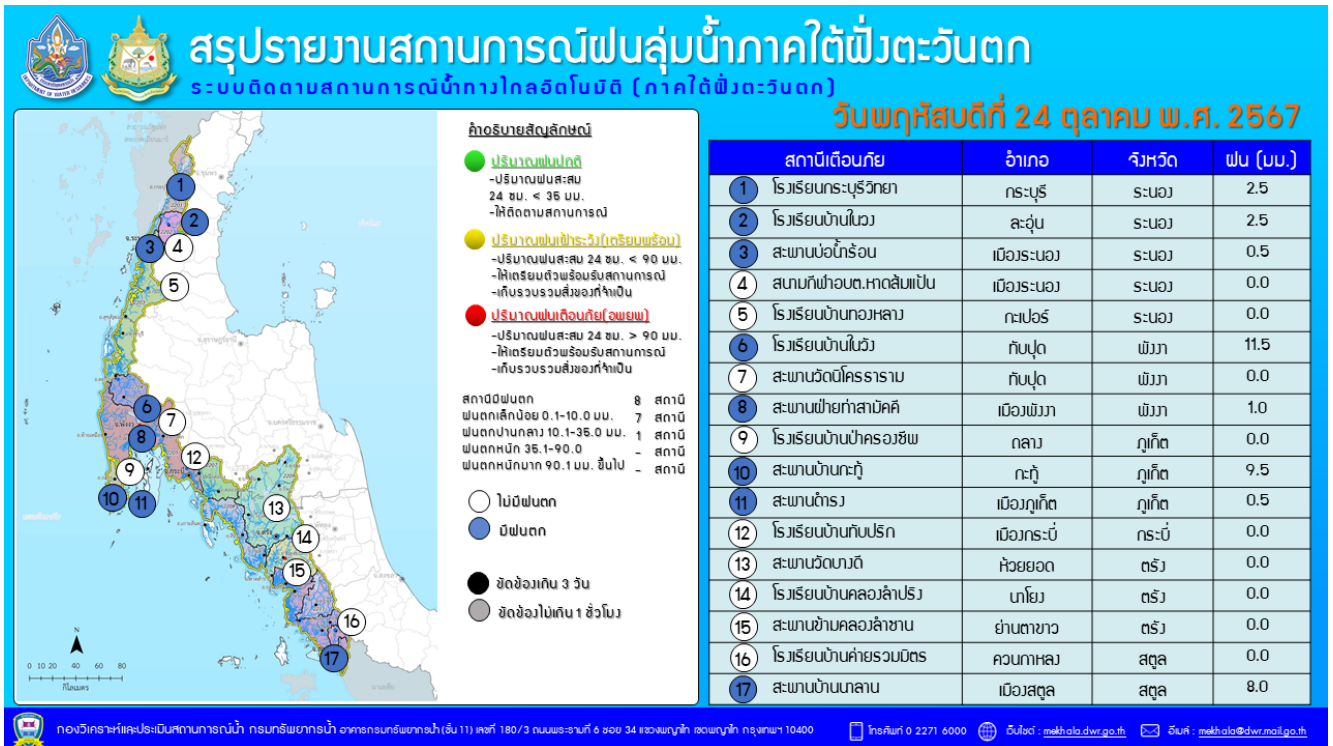 สรุปรายงานสถานการณ์ฝนลุ่มน้ำภาคใต้ฝั่งตะวันตก
ระบบติดตามสถานการณ์น้ำทางไกลอัตโนมัติ (ภาคใต้ฝั่งตะวันตก)
วันพฤหัสบดีที่ 24 ตุลาคม พ.ศ. 2567
1
2
3
4
5
6
7
8
9
10
11
12
13
14
15
16
17
N
0 10 20 40 60 80
กิโลเมตร
คำอธิบายสัญลักษณ์
ปริมาณฝนปกติ
-ปริมาณฝนสะสม
24 ชม. < 35 มม.
-ให้ติดตามสถานการณ์
ปริมาณฝนเฝ้าระวัง(เตรียมพร้อม)
-ปริมาณฝนสะสม 24 ชม. < 90 มม.
-ให้เตรียมตัวพร้อมรับสถานการณ์
-เก็บรวบรวมสิ่งของที่จำเป็น
ปริมาณฝนเตือนภัย(อพยพ)
-ปริมาณฝนสะสม 24 ชม. > 90 มม.
-ให้เตรียมตัวพร้อมรับสถานการณ์
-เก็บรวบรวมสิ่งของที่จำเป็น
สถานีมีฝนตก 8 สถานี
ฝนตกเล็กน้อย 0.1-10.0 มม. 7 สถานี
ฝนตกปานกลาง 10.1-35.0 มม. 1 สถานี
ฝนตกหนัก 35.1-90.0 - สถานี
ฝนตกหนักมาก 90.1 มม. ขึ้นไป - สถานี
ไม่มีฝนตก
มีฝนตก
ขัดข้องเกิน 3 วัน
ขัดข้องไม่เกิน 1 ชั่วโมง
สถานีเตือนภัย อำเภอ จังหวัด ฝน (มม.)
1 โรงเรียนกระบุรีวิทยา กระบุรี ระนอง 2.5
2 โรงเรียนบ้านในวง ละอุ่น ระนอง 2.5
3 สะพานบ่อน้ำร้อน เมืองระนอง ระนอง 0.5
4 สนามกีฬาอบต.หาดส้มแป้น เมืองระนอง ระนอง 0.0
5 โรงเรียนบ้านทองหลาง กะเปอร์ ระนอง 0.0
6 โรงเรียนบ้านในวัง ทับปุด พังงา 11.5
7 สะพานวัดนิโครธาราม ทับปุด พังงา 0.0
8 สะพานฝ่ายท่าสามัคคี เมืองพังงา พังงา 1.0
9 โรงเรียนบ้านป่าครองชีพ ถลาง ภูเก็ต 0.0
10 สะพานบ้านกะทู้ กะทู้ ภูเก็ต 9.5
11 สะพานดำรง เมืองภูเก็ต ภูเก็ต 0.5
12 โรงเรียนบ้านทับปริก เมืองกระบี่ กระบี่ 0.0
13 สะพานวัดบางดี ห้วยยอด ตรัง 0.0
14 โรงเรียนบ้านคลองลำปริง นาโยง ตรัง 0.0
15 สะพานข้ามคลองลำชาน ย่านตาขาว ตรัง 0.0
16 โรงเรียนบ้านค่ายรวมมิตร ควนกาหลง สตูล 0.0
17 สะพานบ้านนาลาน เมืองสตูล สตูล 8.0
กองวิเคราะห์และประเมินสถานการณ์น้ำ กรมทรัพยากรน้ำ อาคารกรมทรัพยากรน้ำ(ชั้น 11) เลขที่ 180/3 ถนนพระรามที่ 6 ซอย 34 แขวงพญาไท เขตพญาไท กรุงเทพฯ 10400 โทรศัพท์ 0 2271 6000 เว็บไซต์ : mekhala.dwr.go.th อีเมล์ : mekhala@dwr.mail.go.th